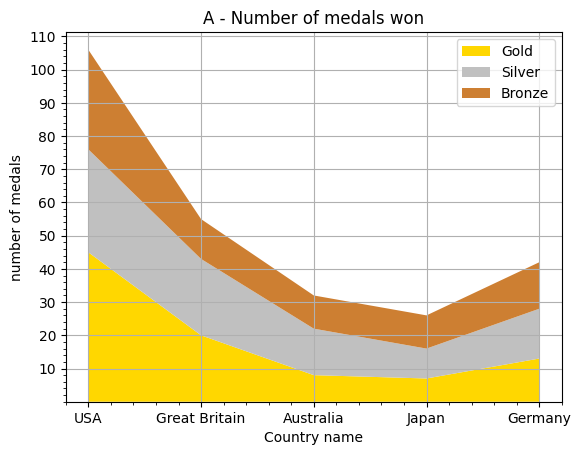 A - Number of medals won
Gold
Silver
Bronze
110
100
90
80
70
60
50
40
30
20
10
number of medals
USA
Great Britain
Australia
Japan
Germany
Country name